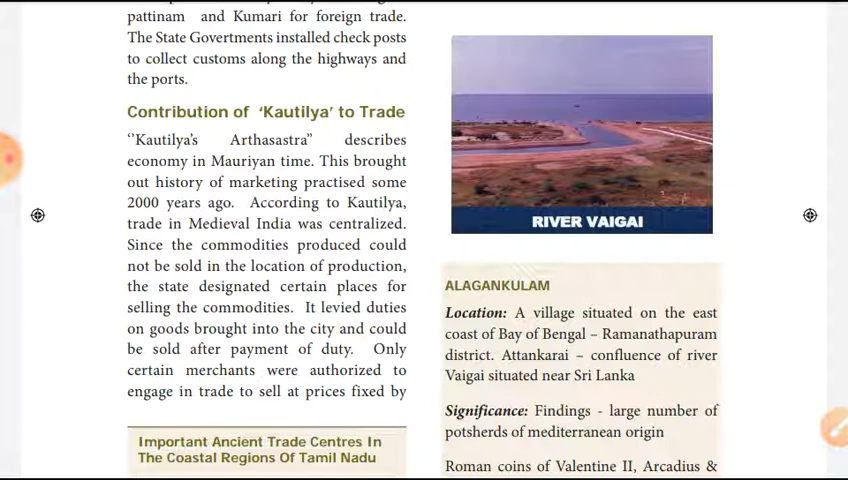 pattinam and Kumari for foreign trade.
The State Govertments installed check posts
to collect customs along the highways and
the ports.
Contribution of ‘Kautilya’ to Trade
‘’Kautilya’s Arthasastra” describes
economy in Mauriyan time. This brought
out history of marketing practised some
2000 years ago. According to Kautilya,
trade in Medieval India was centralized.
Since the commodities produced could
not be sold in the location of production,
the state designated certain places for
selling the commodities. It levied duties
on goods brought into the city and could
be sold after payment of duty. Only
certain merchants were authorized to
engage in trade to sell at prices fixed by
Important Ancient Trade Centres In
The Coastal Regions Of Tamil Nadu
RIVER VAIGAI
ALAGANKULAM
Location: A village situated on the east
coast of Bay of Bengal – Ramanathapuram
district. Attankarai – confluence of river
Vaigai situated near Sri Lanka
Significance: Findings - large number of
potsherds of mediterranean origin
Roman coins of Valentine II, Arcadius &